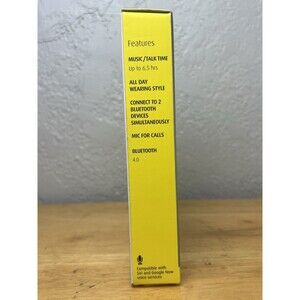 Features
MUSIC/TALK TIME
Up to 6.5 hrs
ALL DAY
WEARING STYLE
CONNECT TO 2
BLUETOOTH
DEVICES
SIMULTANEOUSLY
MIC FOR CALLS
BLUETOOTH
4.0
Compatible with
Siri and Google Now
voice services